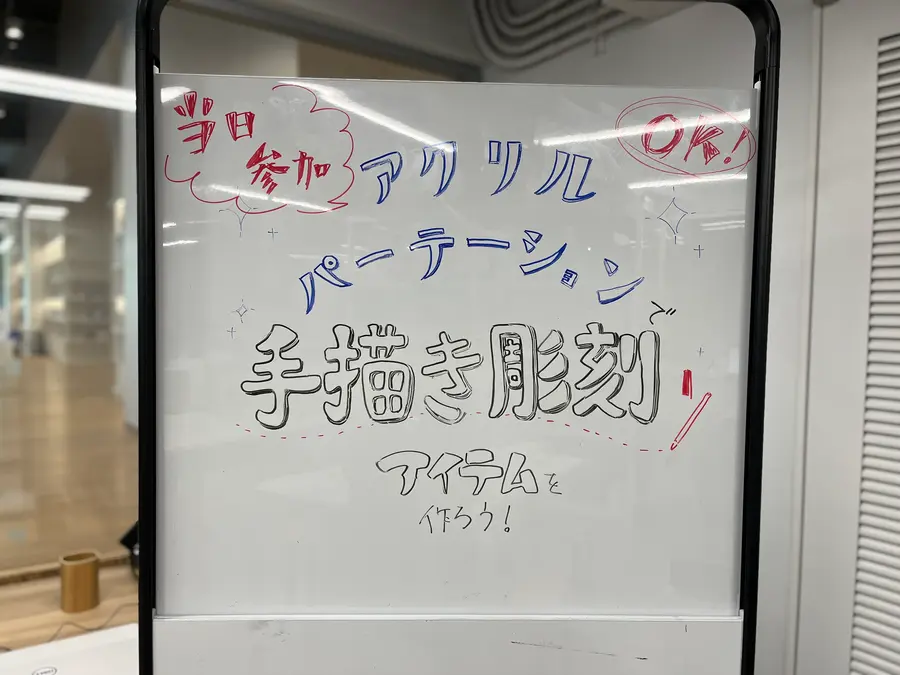 当日
参加
OK!
アクリル
パーテーションで
手描き彫刻
アイテムを
作ろう!